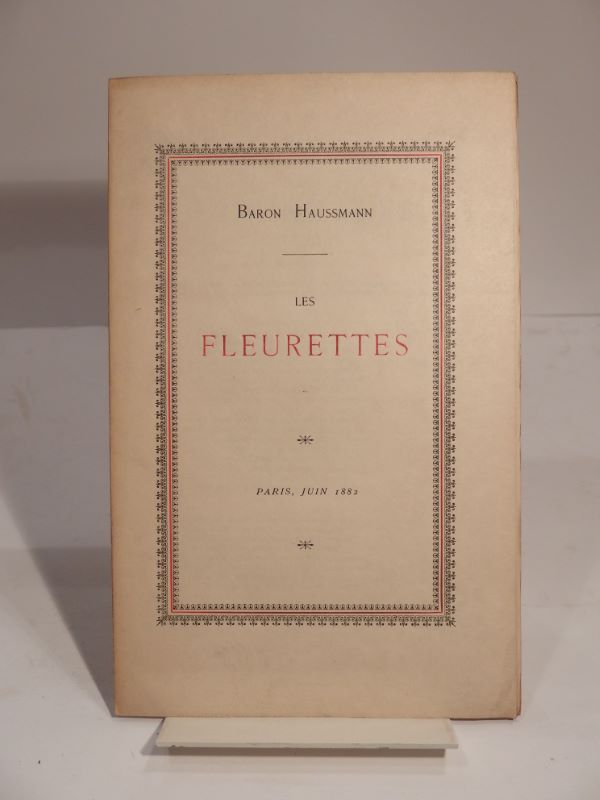 BARON HAUSSMANN
LES
FLEURETTES
PARIS, JUIN 1882